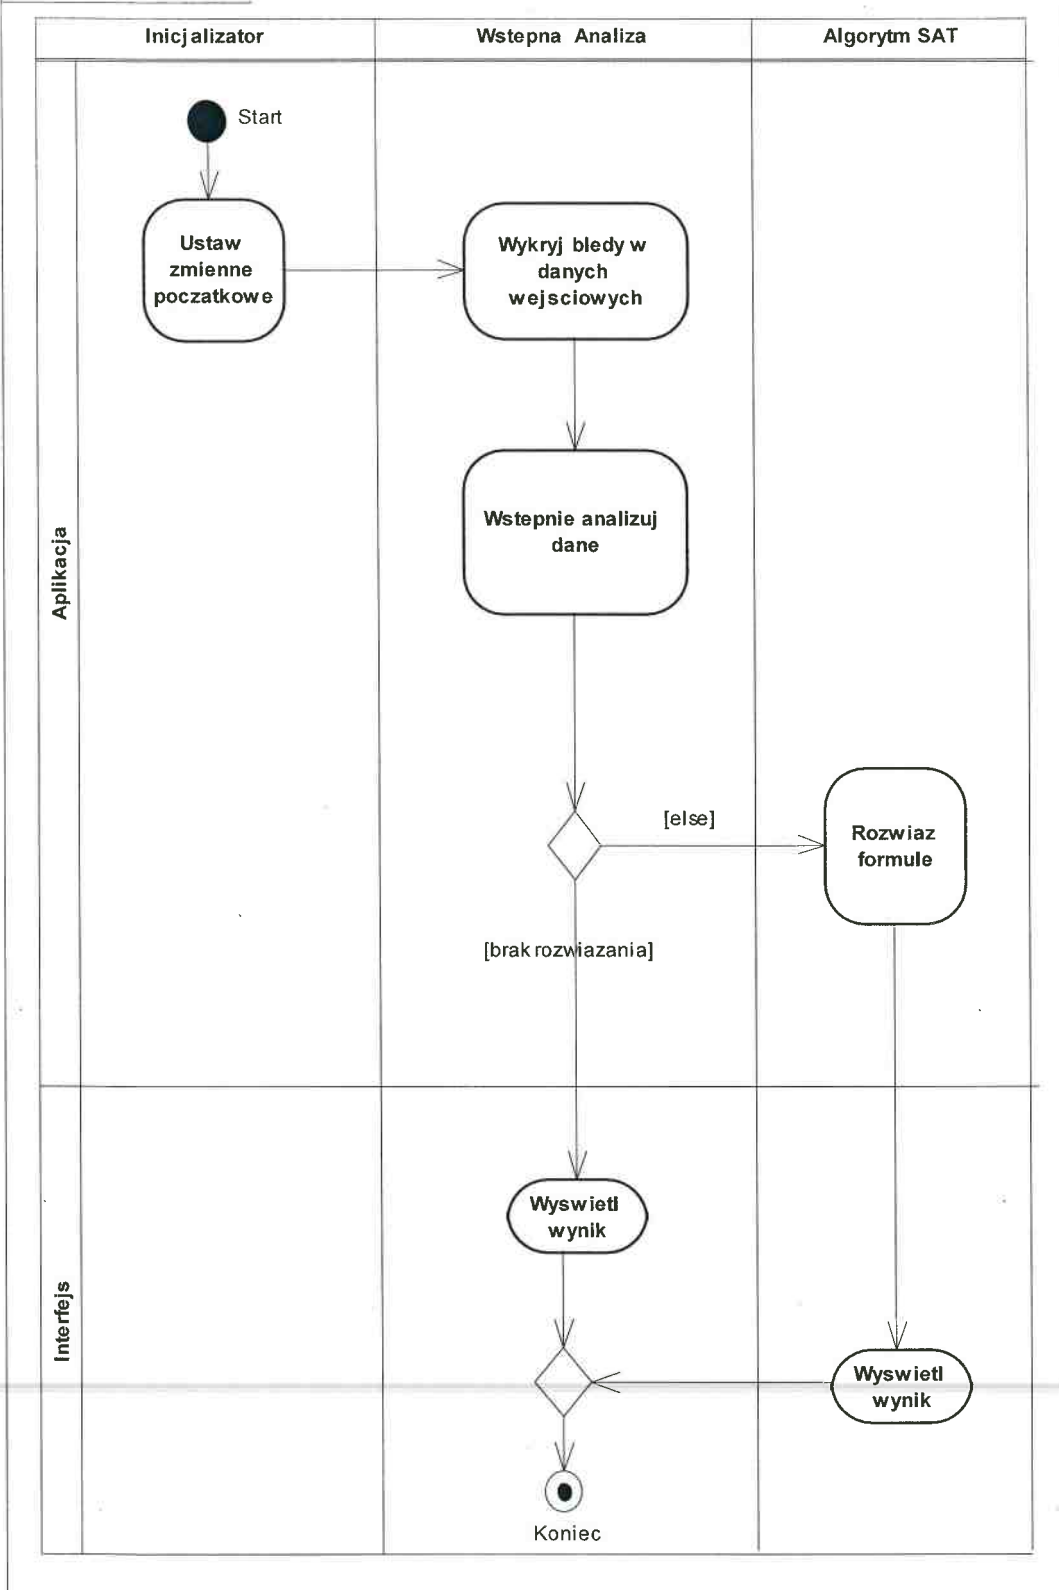 Inicjalizator
Wstepna Analiza
Algorytm SAT
Start
Ustaw
zmienne
poczatkowe
Wykryj bledy w
danych
wejsciowych
Wstepnie analizuj
dane
Aplikacja
[else]
Rozwiaz
formule
[brak rozwiazania]
Wyswietl
wynik
Interfejs
Wyswietl
wynik
Koniec